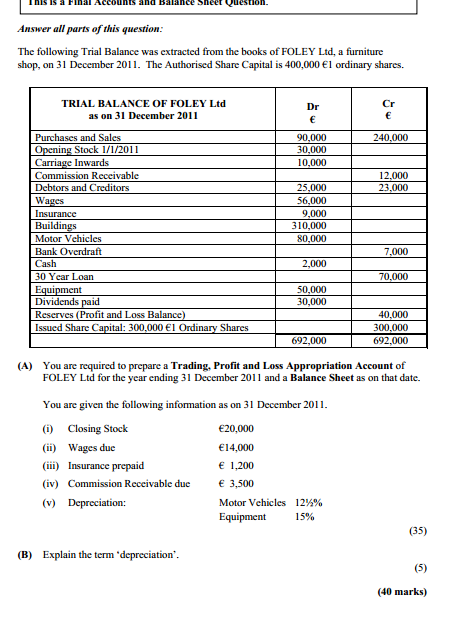 This is a Final Accounts and Balance Sheet Question.
Answer all parts of this question:
The following Trial Balance was extracted from the books of FOLEY Ltd, a furniture
shop, on 31 December 2011. The Authorised Share Capital is 400,000 €1 ordinary shares.
TRIAL BALANCE OF FOLEY Ltd Dr Cr
as on 31 December 2011 € €
Purchases and Sales 90,000 240,000
Opening Stock 1/1/2011 30,000
Carriage Inwards 10,000
Commission Receivable 12,000
Debtors and Creditors 25,000 23,000
Wages 56,000
Insurance 9,000
Buildings 310,000
Motor Vehicles 80,000
Bank Overdraft 7,000
Cash 2,000
30 Year Loan 70,000
Equipment 50,000
Dividends paid 30,000
Reserves (Profit and Loss Balance) 40,000
Issued Share Capital: 300,000 €1 Ordinary Shares 300,000
692,000 692,000
(A) You are required to prepare a Trading, Profit and Loss Appropriation Account of
FOLEY Ltd for the year ending 31 December 2011 and a Balance Sheet as on that date.
You are given the following information as on 31 December 2011.
(i) Closing Stock €20,000
(ii) Wages due €14,000
(iii) Insurance prepaid € 1,200
(iv) Commission Receivable due € 3,500
(v) Depreciation: Motor Vehicles 12½%
Equipment 15%
(35)
(B) Explain the term ‘depreciation’.
(5)
(40 marks)